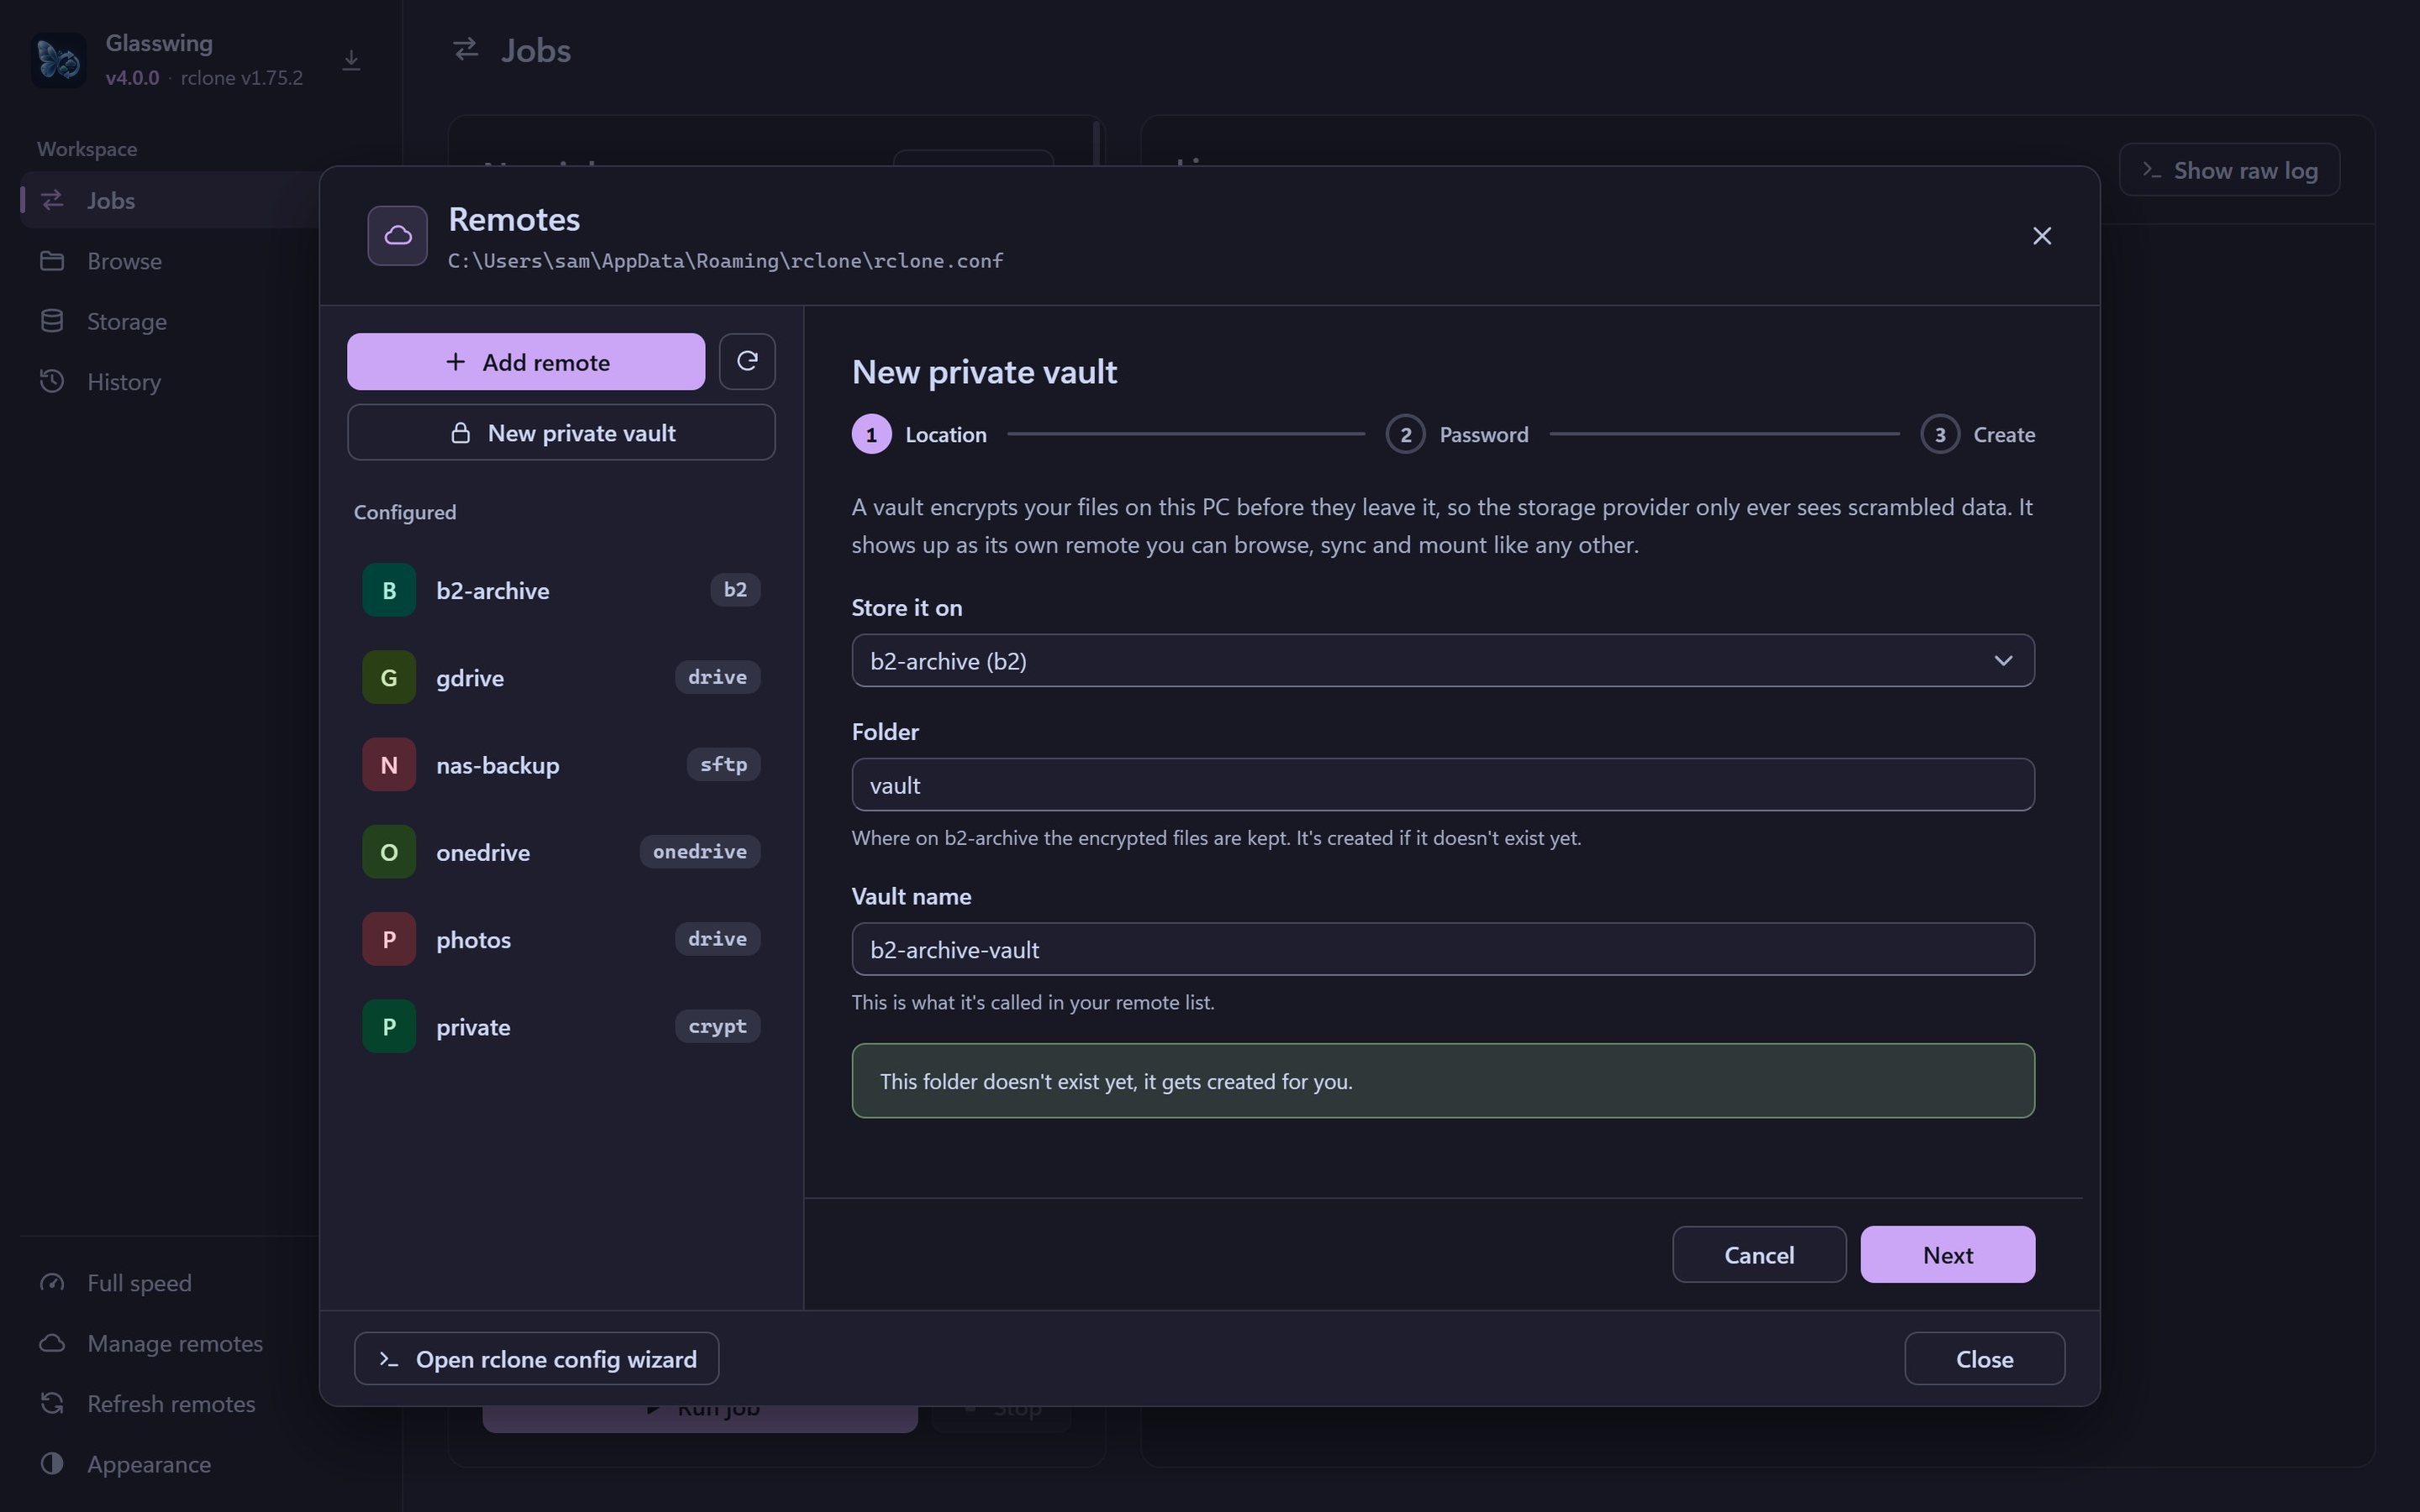 Glasswing
v4.0.0 · rclone v1.75.2
Workspace
Jobs
Browse
Storage
History
Full speed
Manage remotes
Refresh remotes
Appearance
Jobs
Show raw log
Remotes
C:\Users\sam\AppData\Roaming\rclone\rclone.conf
Add remote
New private vault
Configured
B b2-archive b2
G gdrive drive
N nas-backup sftp
O onedrive onedrive
P photos drive
P private crypt
New private vault
1 Location 2 Password 3 Create
A vault encrypts your files on this PC before they leave it, so the storage provider only ever sees scrambled data. It
shows up as its own remote you can browse, sync and mount like any other.
Store it on
b2-archive (b2)
Folder
vault
Where on b2-archive the encrypted files are kept. It's created if it doesn't exist yet.
Vault name
b2-archive-vault
This is what it's called in your remote list.
This folder doesn't exist yet, it gets created for you.
Cancel Next
Open rclone config wizard
Close
Run job Stop